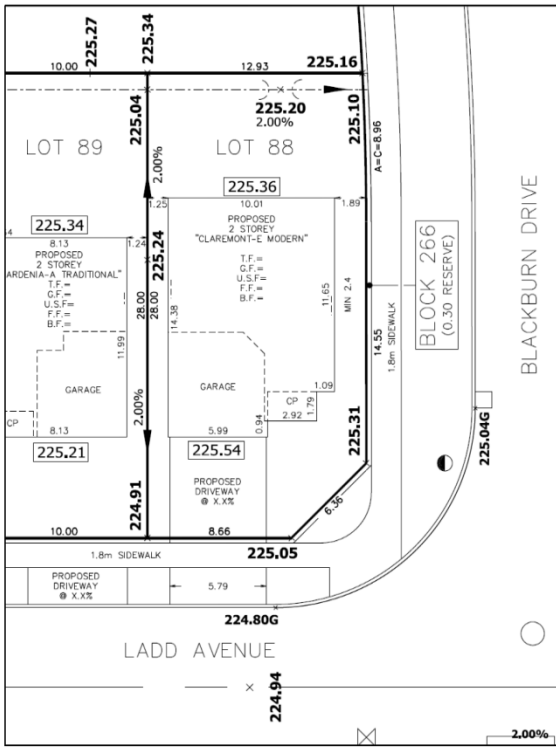 225.27
225.34
10.00
12.93
225.16
225.04
225.20
2.00%
225.10
LOT 89
LOT 88
2.00%
A=C=8.96
225.36
1.25
10.01
1.89
225.34
8.13
1.24
PROPOSED
2 STOREY
ARDENIA-A TRADITIONAL"
T.F.=
G.F.=
U.S.F=
F.F.=
B.F.=
225.24
28.00
28.00
PROPOSED
2 STOREY
"CLAREMONT-E MODERN"
T.F.=
G.F.=
U.S.F=
F.F.=
B.F.=
14.38
11.65
MIN 2.4
14.55
1.8m SIDEWALK
BLOCK 266
(0.30 RESERVE)
BLACKBURN DRIVE
11.99
GARAGE
GARAGE
2.00%
CP
8.13
CP
1.09
2.92
1.79
0.94
5.99
225.31
225.04G
225.21
225.54
224.91
PROPOSED
DRIVEWAY
@ X.X%
6.36
10.00
8.66
1.8m SIDEWALK
225.05
PROPOSED
DRIVEWAY
@ X.X%
5.79
224.80G
LADD AVENUE
224.94
2.00%